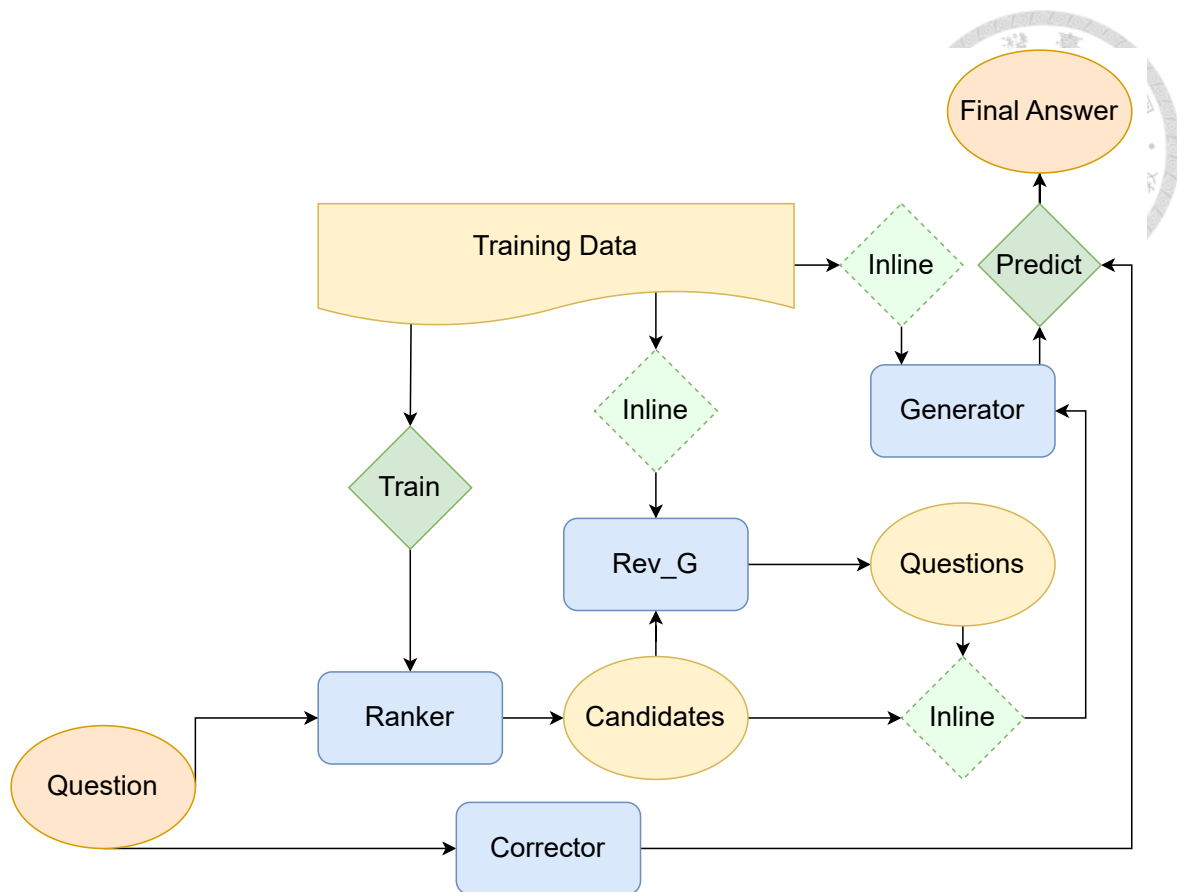 Final Answer
Training Data
Inline
Predict
Inline
Generator
Train
Rev_G
Questions
Ranker
Candidates
Inline
Question
Corrector